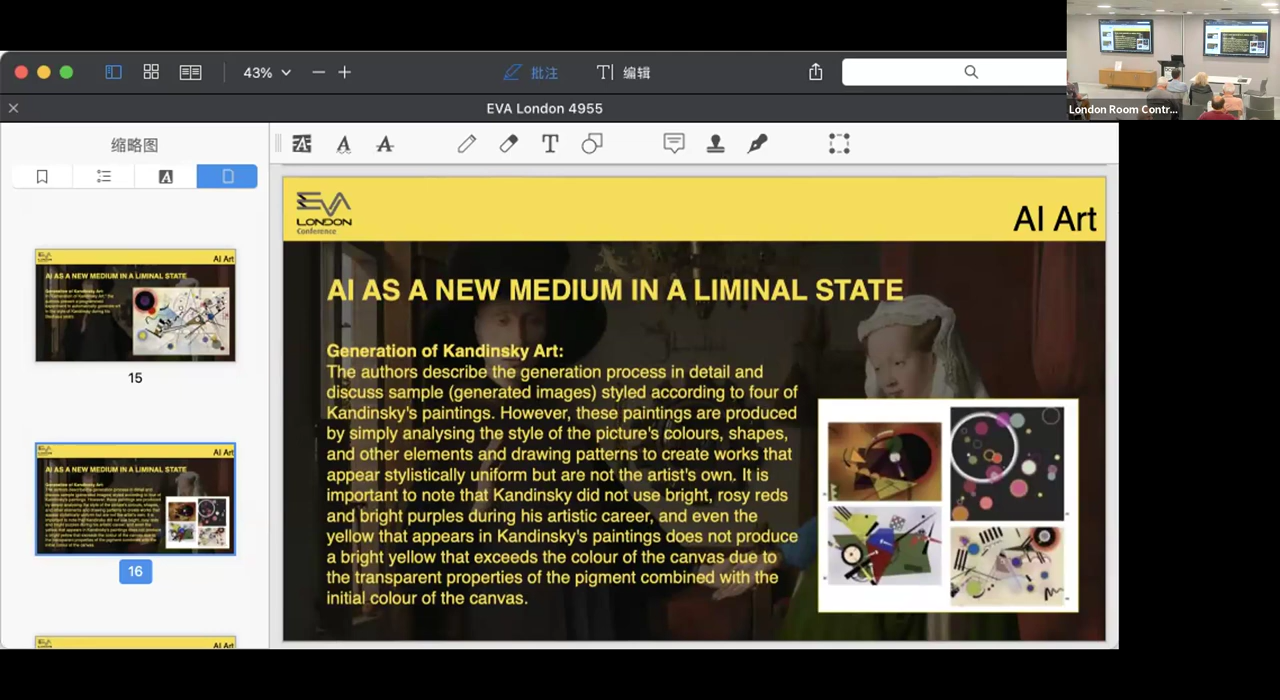 43%
批注
编辑
London Room Contr...
EVA London 4955
缩略图
EVA
LONDON
Conference
AI Art
AI AS A NEW MEDIUM IN A LIMINAL STATE
Generation of Kandinsky Art:
The authors describe the generation process in detail and
discuss sample (generated images) styled according to four of
Kandinsky's paintings. However, these paintings are produced
by simply analysing the style of the picture's colours, shapes,
and other elements and drawing patterns to create works that
appear stylistically uniform but are not the artist's own. It is
important to note that Kandinsky did not use bright, rosy reds
and bright purples during his artistic career, and even the
yellow that appears in Kandinsky's paintings does not produce
a bright yellow that exceeds the colour of the canvas due to
the transparent properties of the pigment combined with the
initial colour of the canvas.
AI Art
AI AS A NEW MEDIUM IN A LIMINAL STATE
Generation of Kandinsky Art:
15
AI Art
AI AS A NEW MEDIUM IN A LIMINAL STATE
Generation of Kandinsky Art:
16
AI Art